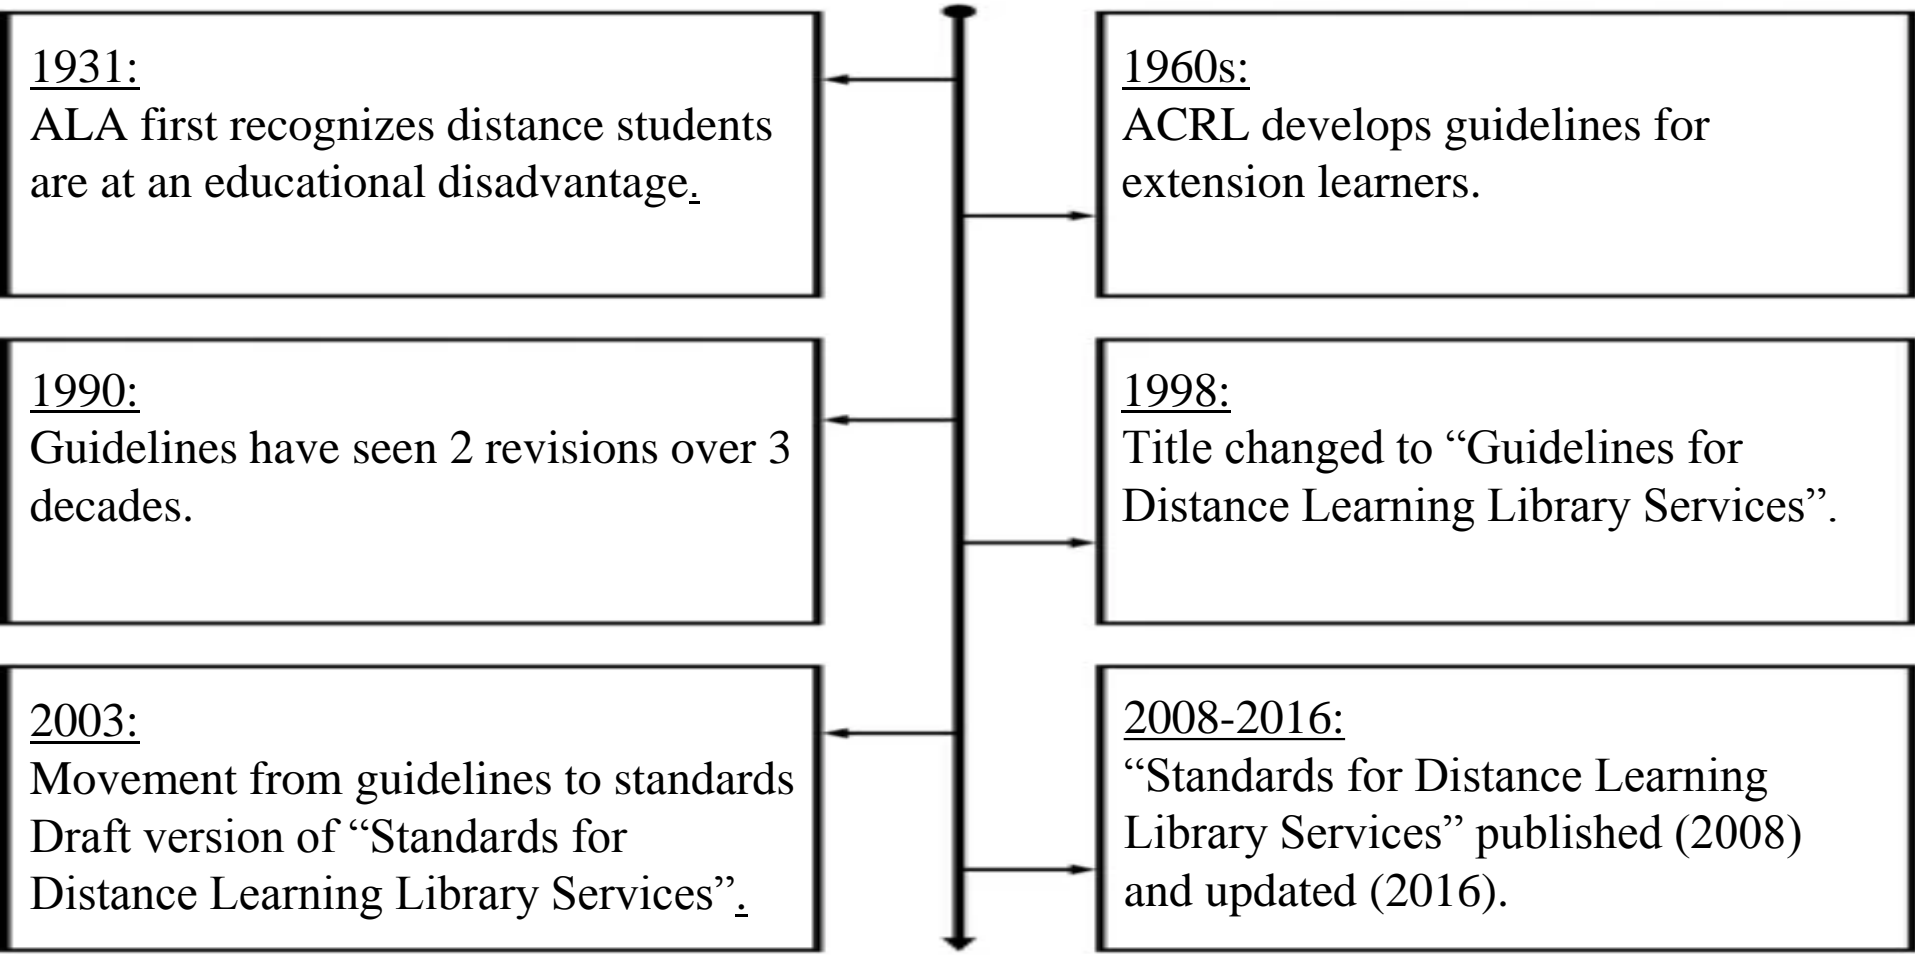 1931:
ALA first recognizes distance students
are at an educational disadvantage.
1960s:
ACRL develops guidelines for
extension learners.
1990:
Guidelines have seen 2 revisions over 3
decades.
1998:
Title changed to “Guidelines for
Distance Learning Library Services”.
2003:
Movement from guidelines to standards
Draft version of “Standards for
Distance Learning Library Services”.
2008-2016:
“Standards for Distance Learning
Library Services” published (2008)
and updated (2016).